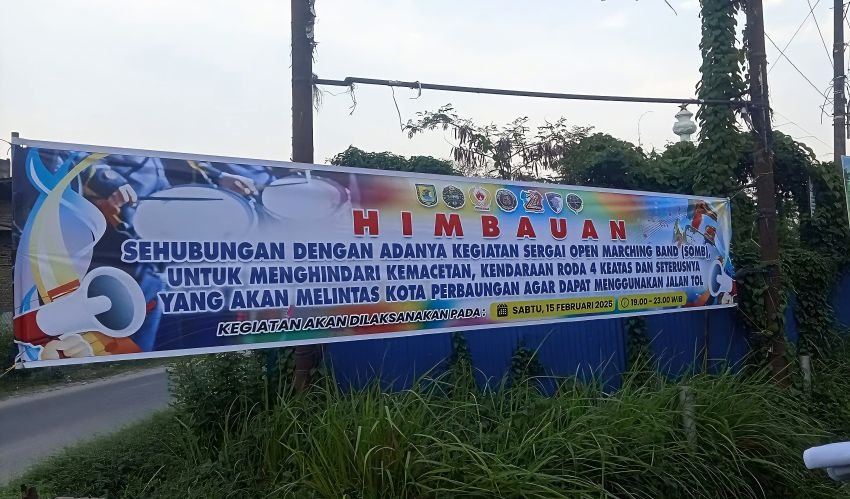 HIMBAUAN
SEHUBUNGAN DENGAN ADANYA KEGIATAN SERGAI OPEN MARCHING BAND (SOMB),
UNTUK MENGHINDARI KEMACETAN, KENDARAAN RODA 4 KEATAS DAN SETERUSNYA
YANG AKAN MELINTAS KOTA PERBAUNGAN AGAR DAPAT MENGGUNAKAN JALAN TOL
KEGIATAN AKAN DILAKSANAKAN PADA : SABTU, 15 FEBRUARI 2025 19.00 - 23.00 WIB